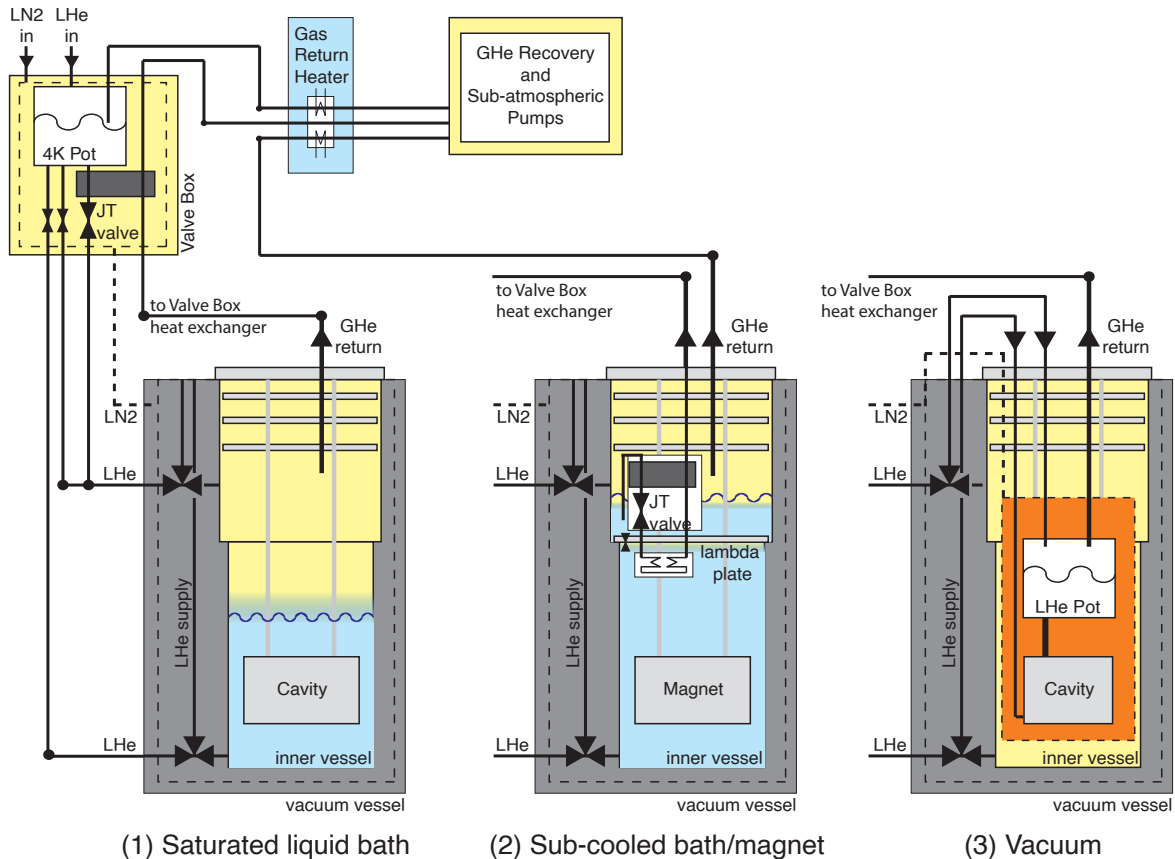 LN2
in
LHe
in
Gas
Return
Heater
GHe Recovery
and
Sub-atmospheric
Pumps
4K Pot
JT
valve
Valve Box
to Valve Box
heat exchanger
GHe
return
LN2
LHe
LHe supply
Cavity
LHe
inner vessel
vacuum vessel
(1) Saturated liquid bath
to Valve Box
heat exchanger
GHe
return
LN2
LHe
JT
valve
lambda
plate
LHe supply
Magnet
LHe
inner vessel
vacuum vessel
(2) Sub-cooled bath/magnet
to Valve Box
heat exchanger
GHe
return
LN2
LHe
LHe Pot
LHe supply
Cavity
LHe
inner vessel
vacuum vessel
(3) Vacuum